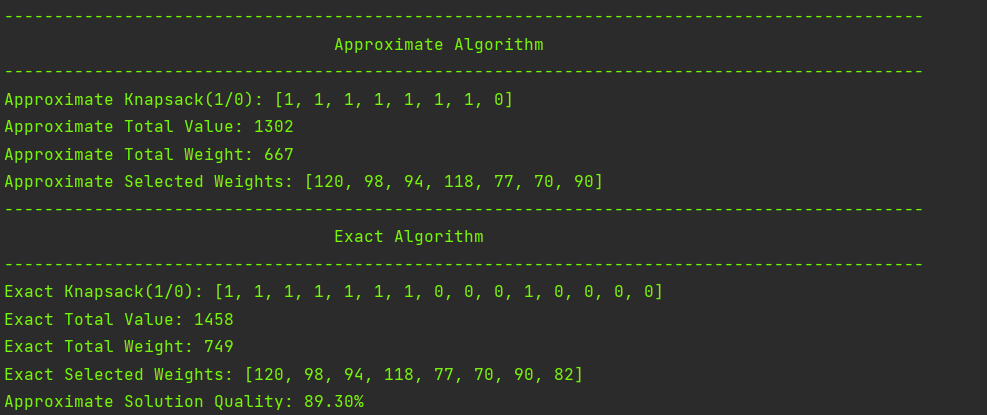 --------------------------------------------------------------------------------------------
Approximate Algorithm
--------------------------------------------------------------------------------------------
Approximate Knapsack(1/0): [1, 1, 1, 1, 1, 1, 1, 0]
Approximate Total Value: 1302
Approximate Total Weight: 667
Approximate Selected Weights: [120, 98, 94, 118, 77, 70, 90]
--------------------------------------------------------------------------------------------
Exact Algorithm
--------------------------------------------------------------------------------------------
Exact Knapsack(1/0): [1, 1, 1, 1, 1, 1, 1, 0, 0, 0, 1, 0, 0, 0, 0]
Exact Total Value: 1458
Exact Total Weight: 749
Exact Selected Weights: [120, 98, 94, 118, 77, 70, 90, 82]
Approximate Solution Quality: 89.30%